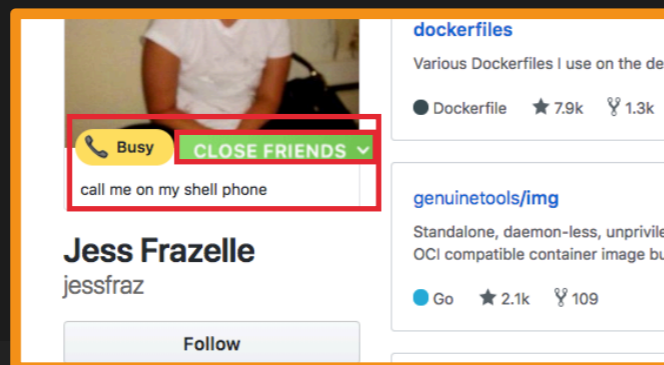 Busy
CLOSE FRIENDS
call me on my shell phone
Jess Frazelle
jessfraz
Follow
dockerfiles
Various Dockerfiles I use on the de
Dockerfile 7.9k 1.3k
genuinetools/img
Standalone, daemon-less, unprivile
OCI compatible container image bu
Go 2.1k 109